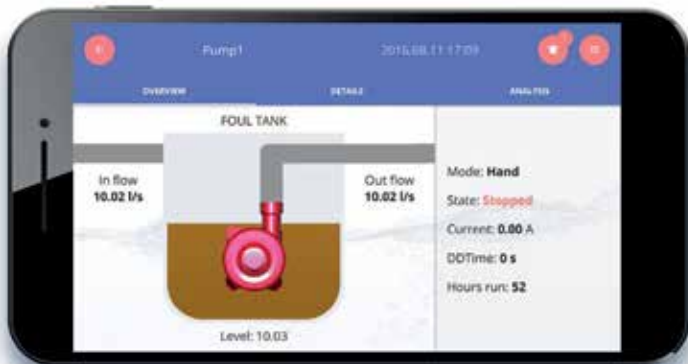 Pump1
2016.08.11 17:09
OVERVIEW
DETAILS
ANALYSIS
FOUL TANK
In flow
10.02 l/s
Out flow
10.02 l/s
Level: 10.03
Mode: Hand
State: Stopped
Current: 0.00 A
DDTime: 0 s
Hours run: 52